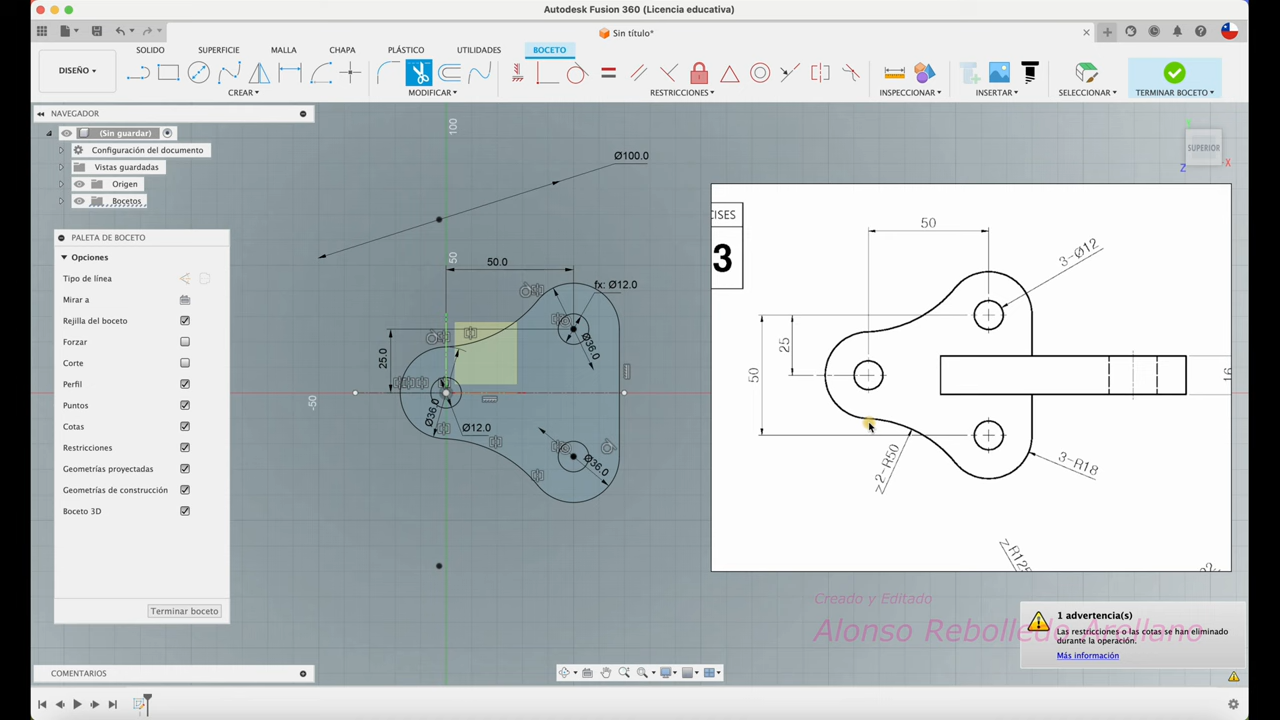 Autodesk Fusion 360 (Licencia educativa)
Sin título*
SÓLIDO
SUPERFICIE
MALLA
CHAPA
PLÁSTICO
UTILIDADES
BOCETO
DISEÑO
CREAR
MODIFICAR
RESTRICCIONES
INSPECCIONAR
INSERTAR
SELECCIONAR
TERMINAR BOCETO
NAVEGADOR
(Sin guardar)
Configuración del documento
Vistas guardadas
Origen
Bocetos
PALETA DE BOCETO
Opciones
Tipo de línea
Mirar a
Rejilla del boceto
Forzar
Corte
Perfil
Puntos
Cotas
Restricciones
Geometrías proyectadas
Geometrías de construcción
Boceto 3D
Terminar boceto
100
50
-50
Ø100.0
50.0
fx: Ø12.0
25.0
Ø36.0
Ø36.0
Ø12.0
Ø36.0
SUPERIOR
Z
-X
CISES
3
50
3-Ø12
25
50
16
2-R50
3-R18
R125
Creado y Editado
Alonso Rebolledo Arellano
1 advertencia(s)
Las restricciones o las cotas se han eliminado
durante la operación.
Más información
COMENTARIOS